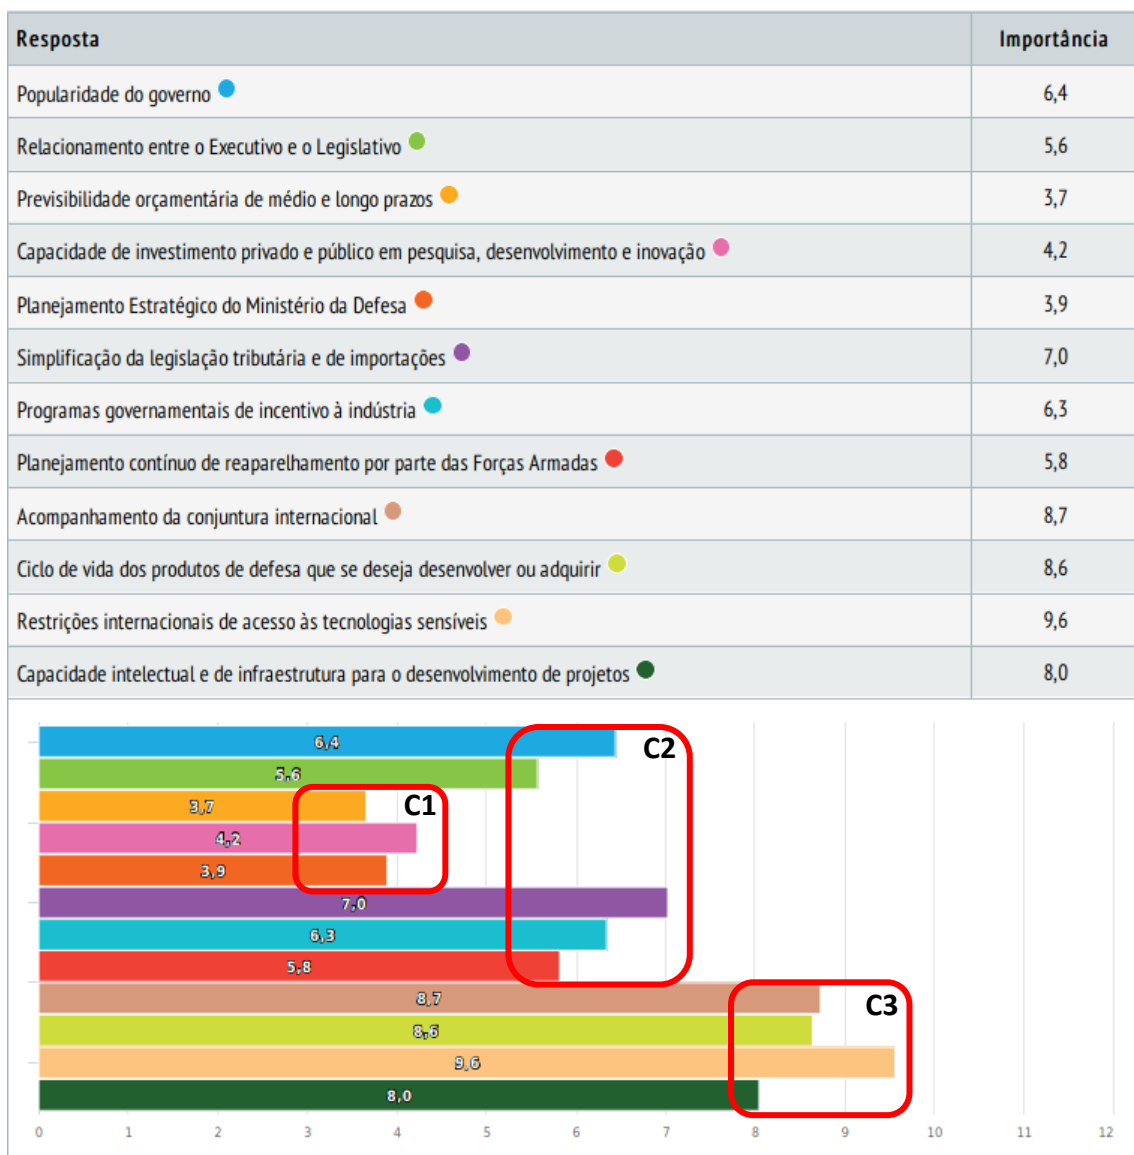 Resposta Importância
Popularidade do governo 6,4
Relacionamento entre o Executivo e o Legislativo 5,6
Previsibilidade orçamentária de médio e longo prazos 3,7
Capacidade de investimento privado e público em pesquisa, desenvolvimento e inovação 4,2
Planejamento Estratégico do Ministério da Defesa 3,9
Simplificação da legislação tributária e de importações 7,0
Programas governamentais de incentivo à indústria 6,3
Planejamento contínuo de reaparelhamento por parte das Forças Armadas 5,8
Acompanhamento da conjuntura internacional 8,7
Ciclo de vida dos produtos de defesa que se deseja desenvolver ou adquirir 8,6
Restrições internacionais de acesso às tecnologias sensíveis 9,6
Capacidade intelectual e de infraestrutura para o desenvolvimento de projetos 8,0
6,4 C2
5,6
3,7 C1
4,2
3,9
7,0
6,3
5,8
8,7 C3
8,6
9,6
8,0
0 1 2 3 4 5 6 7 8 9 10 11 12